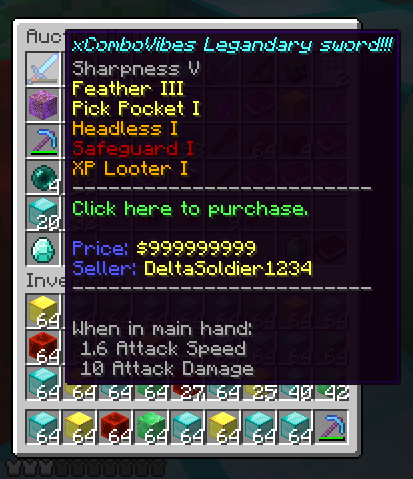 Auc
xComboVibes Legandary sword!!!
Sharpness V
Feather III
Pick Pocket I
Headless I
Safeguard I
XP Looter I
------------------------------
Click here to purchase.
Price: $999999999
Seller: DeltaSoldier1234
------------------------------
When in main hand:
1.6 Attack Speed
10 Attack Damage
4
20
Inve
64
64
64 64 64 64 27 64 25 40 42
64 64 64 64 64 64 64 64